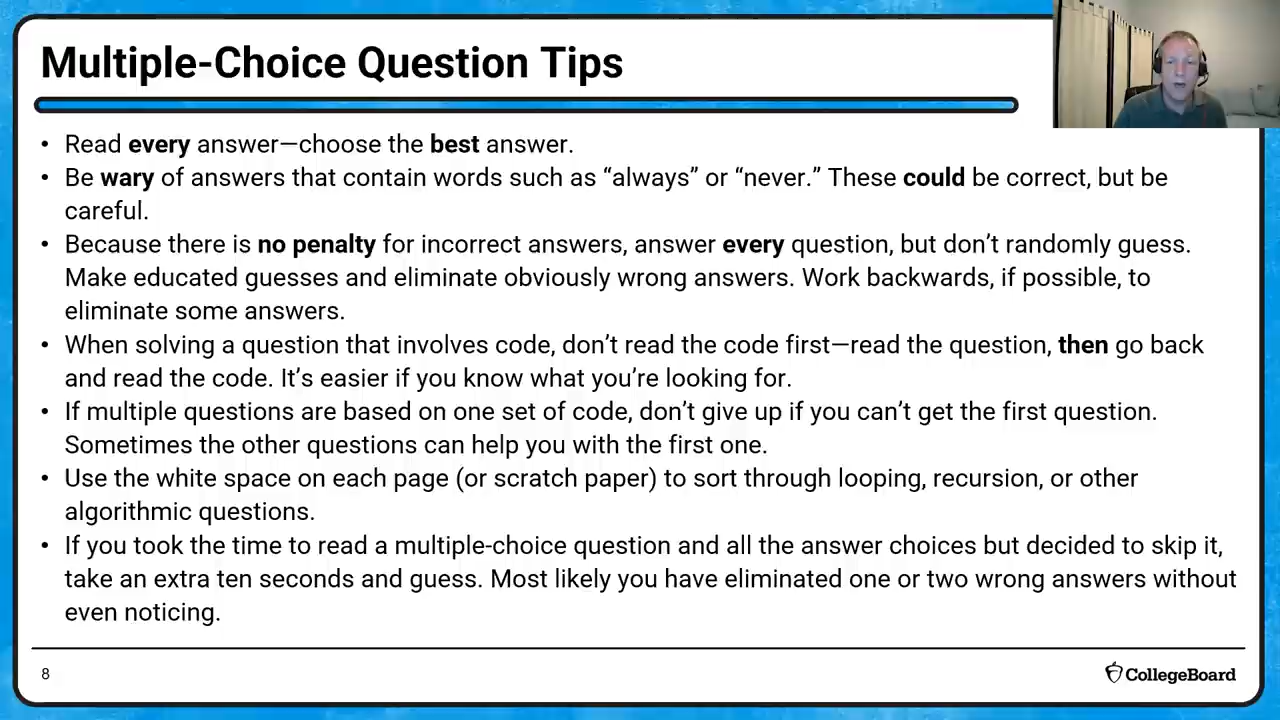 Multiple-Choice Question Tips
• Read every answer—choose the best answer.
• Be wary of answers that contain words such as “always” or “never.” These could be correct, but be
careful.
• Because there is no penalty for incorrect answers, answer every question, but don’t randomly guess.
Make educated guesses and eliminate obviously wrong answers. Work backwards, if possible, to
eliminate some answers.
• When solving a question that involves code, don’t read the code first—read the question, then go back
and read the code. It’s easier if you know what you’re looking for.
• If multiple questions are based on one set of code, don’t give up if you can’t get the first question.
Sometimes the other questions can help you with the first one.
• Use the white space on each page (or scratch paper) to sort through looping, recursion, or other
algorithmic questions.
• If you took the time to read a multiple-choice question and all the answer choices but decided to skip it,
take an extra ten seconds and guess. Most likely you have eliminated one or two wrong answers without
even noticing.
8
CollegeBoard